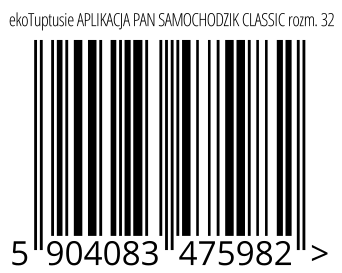 ekoTuptusie APLIKACJA PAN SAMOCHODZIK CLASSIC rozm. 32
5 904083 475982 >